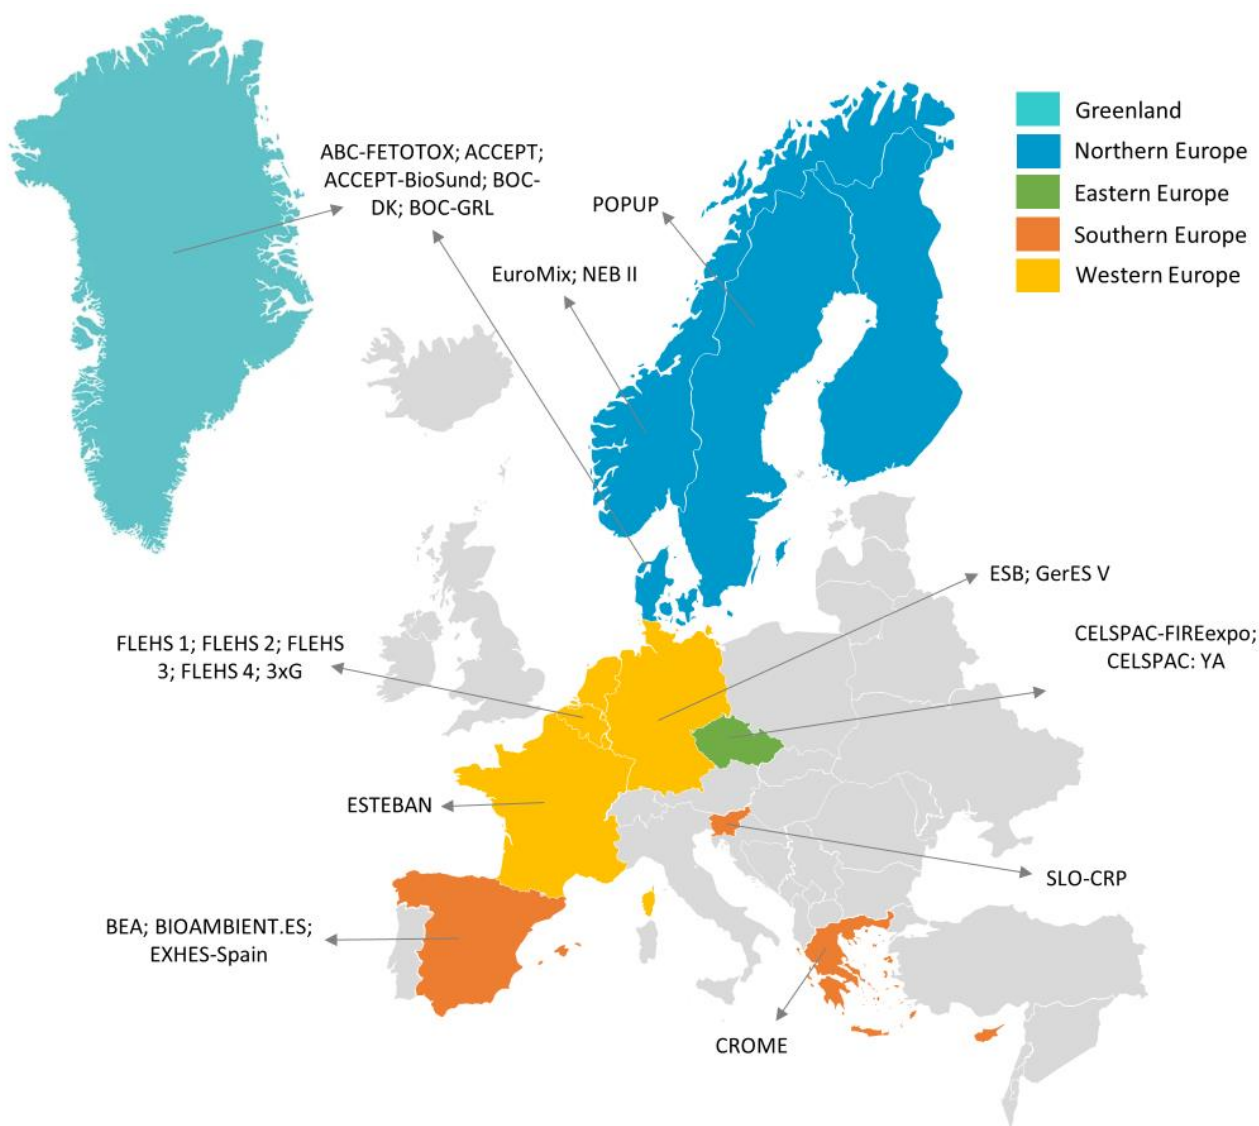 Greenland
Northern Europe
Eastern Europe
Southern Europe
Western Europe
ABC-FETOTOX; ACCEPT;
ACCEPT-BioSund; BOC-
DK; BOC-GRL
POPUP
EuroMix; NEB II
ESB; GerES V
CELSPAC-FIREexpo;
CELSPAC: YA
FLEHS 1; FLEHS 2; FLEHS
3; FLEHS 4; 3xG
ESTEBAN
SLO-CRP
BEA; BIOAMBIENT.ES;
EXHES-Spain
CROME